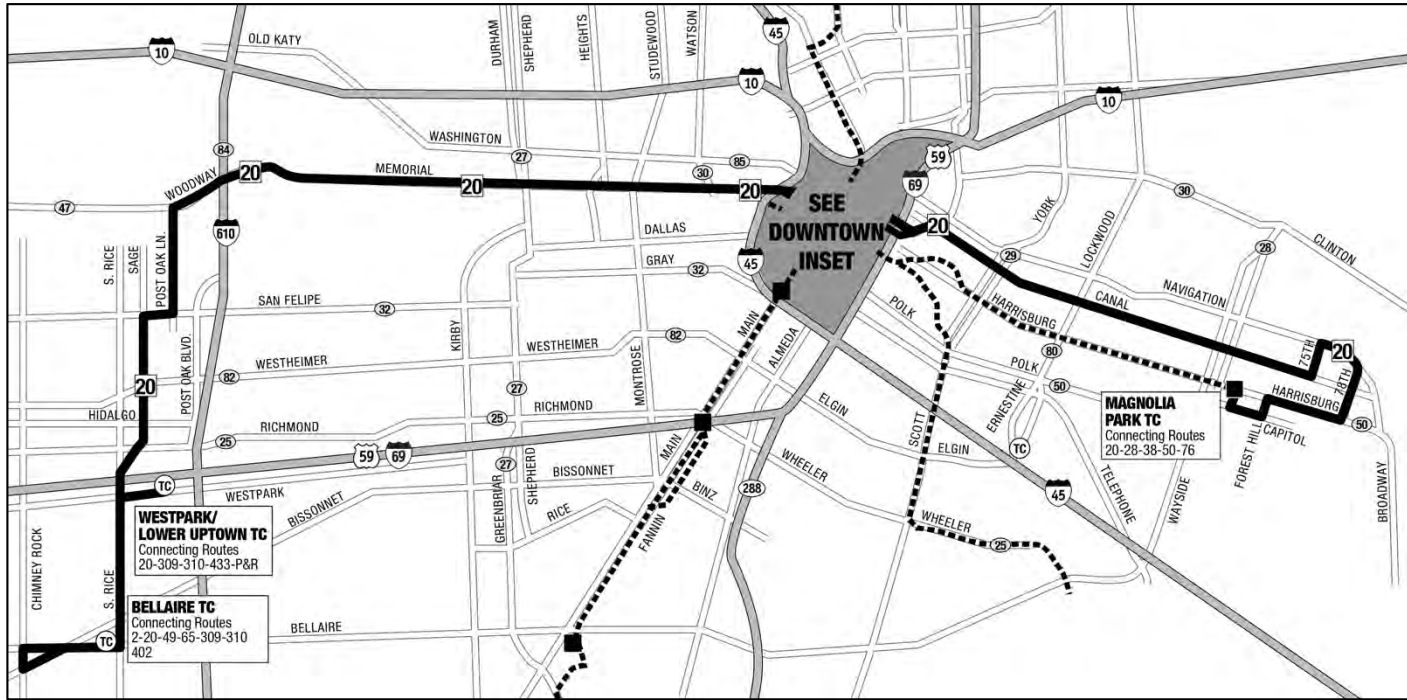 OLD KATY
10
DURHAM
SHEPHERD
HEIGHTS
STUDEWOOD
WATSON
45
10
10
WASHINGTON
27
85
30
84
20
MEMORIAL
20
20
WOODWAY
47
59
69
SEE
DOWNTOWN
INSET
20
YORK
LOCKWOOD
30
28
CLINTON
29
610
S. RICE
SAGE
POST OAK LN.
DALLAS
GRAY
32
45
SAN FELIPE
32
POST OAK BLVD.
KIRBY
MONTROSE
MAIN
ALMEDA
POLK
HARRISBURG
CANAL
NAVIGATION
WESTHEIMER
82
WESTHEIMER
82
20
27
POLK
80
50
75TH
20
78TH
HARRISBURG
50
HIDALGO
25
RICHMOND
25
RICHMOND
ELGIN
SCOTT
ERNESTINE
TC
ELGIN
MAGNOLIA
PARK TC
Connecting Routes
20-28-38-50-76
FOREST HILL
CAPITOL
BROADWAY
59
69
27
SHEPHERD
GREENBRIAR
BISSONNET
MAIN
BINZ
WHEELER
288
45
TELEPHONE
WAYSIDE
TC
WESTPARK
BISSONNET
RICE
FANNIN
WHEELER
25
WESTPARK/
LOWER UPTOWN TC
Connecting Routes
20-309-310-433-P&R
CHIMNEY ROCK
S. RICE
BELLAIRE TC
Connecting Routes
2-20-49-65-309-310
402
TC
BELLAIRE